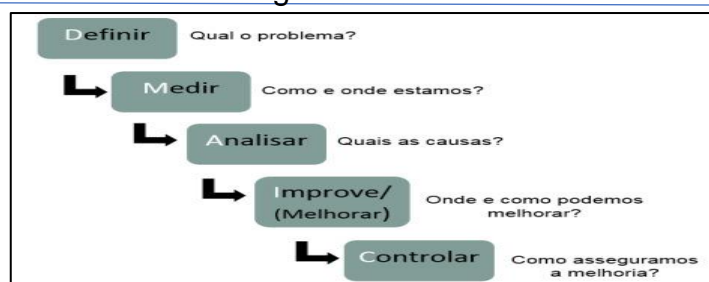 Definir Qual o problema?
Medir Como e onde estamos?
Analisar Quais as causas?
Improve/
(Melhorar)
Onde e como podemos
melhorar?
Controlar
Como asseguramos
a melhoria?